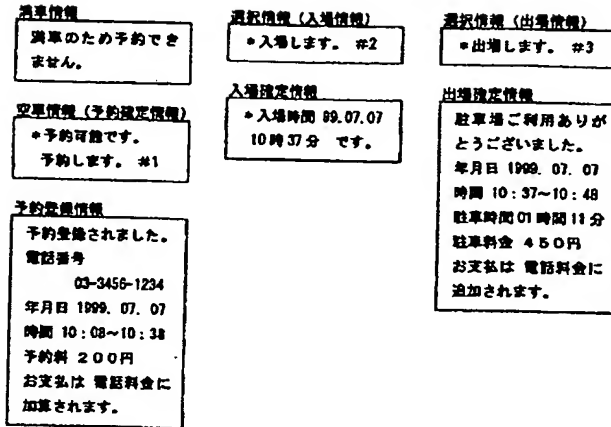 満車情報
満車のため予約でき
ません。
空車情報(予約確定情報)
*予約可能です。
予約します。 #1
予約登録情報
予約登録されました。
電話番号
03-3456-1234
年月日 1999. 07. 07
時間 10:08~10:38
予約料 200円
お支払は 電話料金に
加算されます。
選択情報(入場情報)
*入場します。 #2
入場確定情報
*入場時間 99.07.07
10時37分 です。
選択情報(出場情報)
*出場します。 #3
出場確定情報
駐車場ご利用ありが
とうございました。
年月日 1999. 07. 07
時間 10:37~10:48
駐車時間01時間11分
駐車料金 450円
お支払は 電話料金に
追加されます。